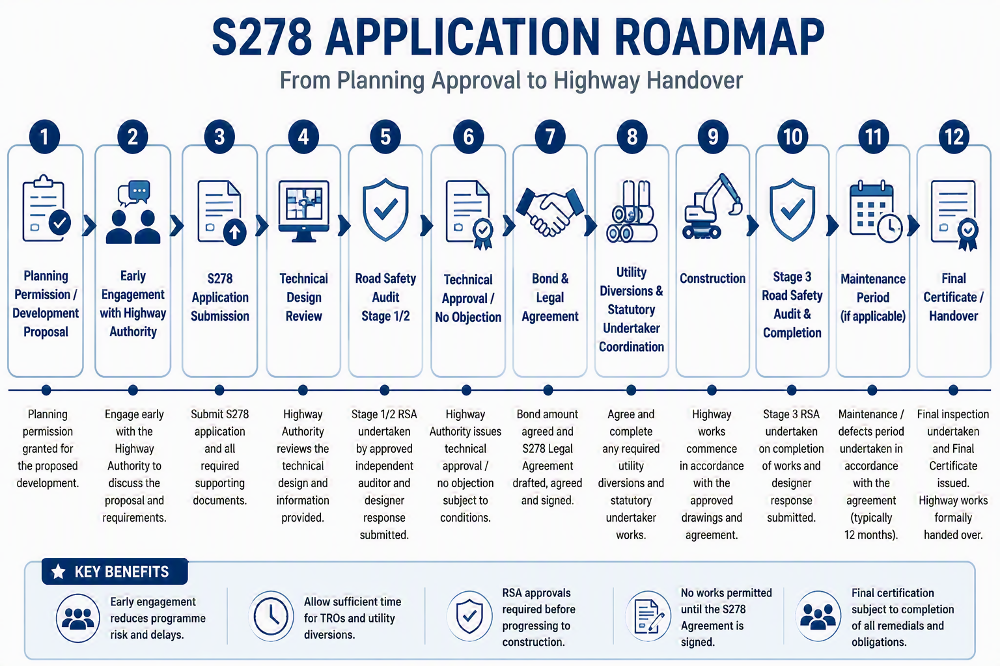 S278 APPLICATION ROADMAP
From Planning Approval to Highway Handover
1
Planning
Permission /
Development
Proposal
Planning
permission
granted for
the proposed
development.
2
Early
Engagement
with Highway
Authority
Engage early
with the
Highway
Authority to
discuss the
proposal and
requirements.
3
S278
Application
Submission
Submit S278
application
and all
required
supporting
documents.
4
Technical
Design
Review
Highway
Authority
reviews the
technical
design and
information
provided.
5
Road Safety
Audit
Stage 1/2
Stage 1/2 RSA
undertaken
by approved
independent
auditor and
designer
response
submitted.
6
Technical
Approval /
No Objection
Highway
Authority issues
technical
approval /
no objection
subject to
conditions.
7
Bond &
Legal
Agreement
Bond amount
agreed and
S278 Legal
Agreement
drafted, agreed
and signed.
8
Utility
Diversions &
Statutory
Undertaker
Coordination
Agree and
complete
any required
utility
diversions and
statutory
undertaker
works.
9
Construction
Highway
works
commence
in accordance
with the
approved
drawings and
agreement.
10
Stage 3
Road Safety
Audit &
Completion
Stage 3 RSA
undertaken
on completion
of works and
designer
response
submitted.
11
Maintenance
Period
(if applicable)
Maintenance /
defects period
undertaken in
accordance
with the
agreement
(typically
12 months).
12
Final
Certificate /
Handover
Final inspection
undertaken
and Final
Certificate
issued.
Highway works
formally
handed over.
KEY BENEFITS
Early engagement
reduces programme
risk and delays.
Allow sufficient time
for TROs and utility
diversions.
RSA approvals
required before
progressing to
construction.
No works permitted
until the S278
Agreement is
signed.
Final certification
subject to completion
of all remedials and
obligations.